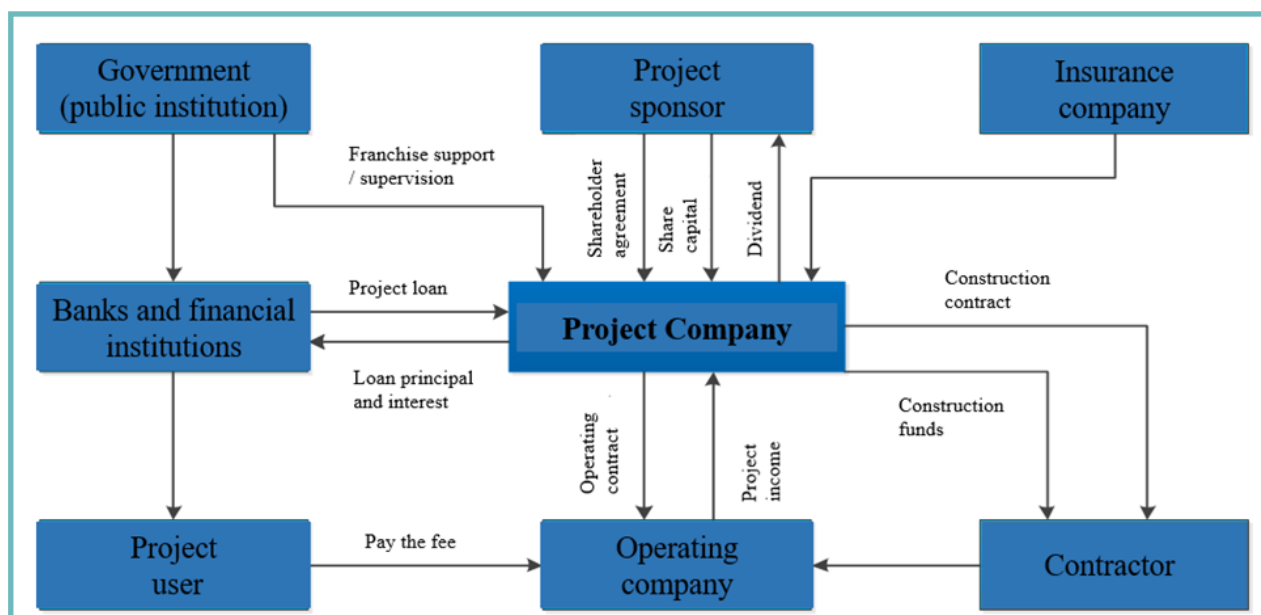 Government
(public institution)
Project
sponsor
Insurance
company
Franchise support
/ supervision
Shareholder
agreement
Share
capital
Dividend
Banks and financial
institutions
Project loan
Project Company
Construction
contract
Loan principal
and interest
Operating
contract
Project
income
Construction
funds
Project
user
Pay the fee
Operating
company
Contractor